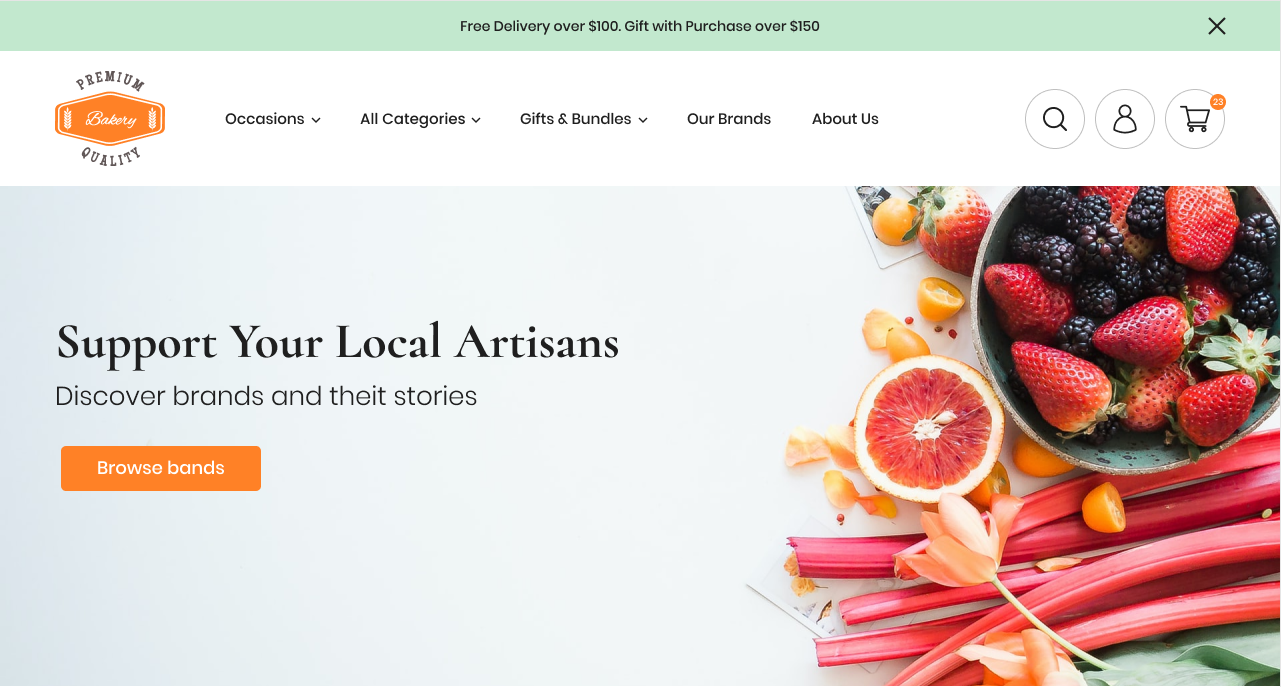 Free Delivery over $100. Gift with Purchase over $150
PREMIUM
Bakery
QUALITY
Occasions
All Categories
Gifts & Bundles
Our Brands
About Us
23
Support Your Local Artisans
Discover brands and theit stories
Browse bands